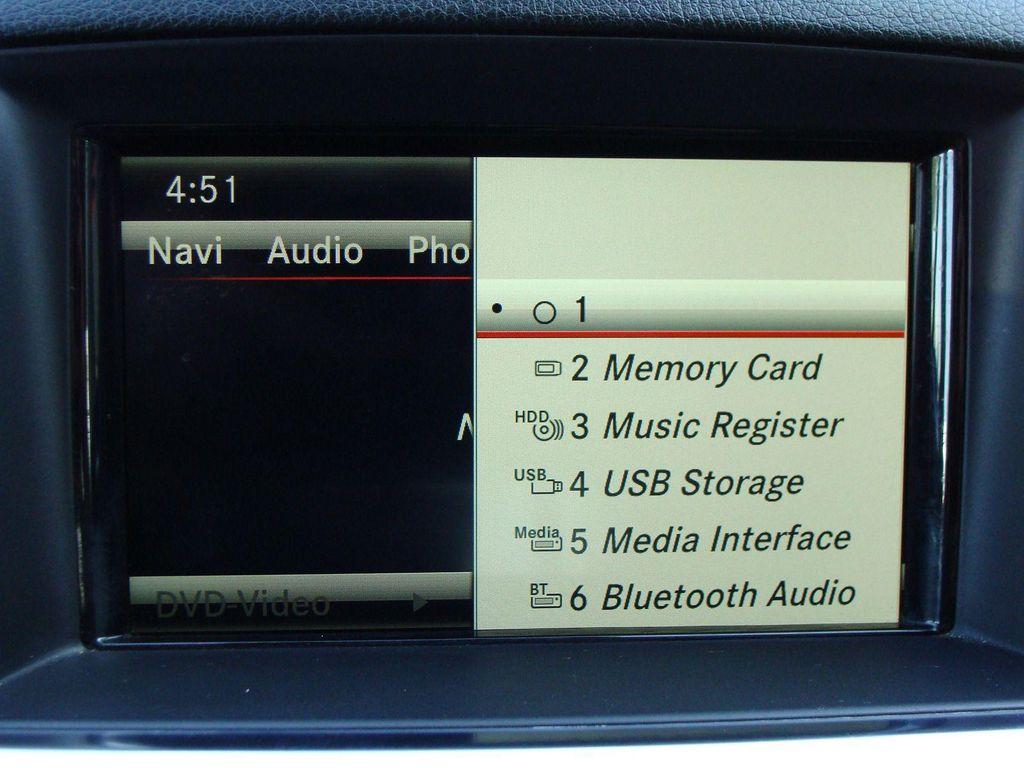 4:51
Navi Audio Pho
1
2 Memory Card
HDD 3 Music Register
USB 4 USB Storage
Media 5 Media Interface
BT 6 Bluetooth Audio
DVD-Video